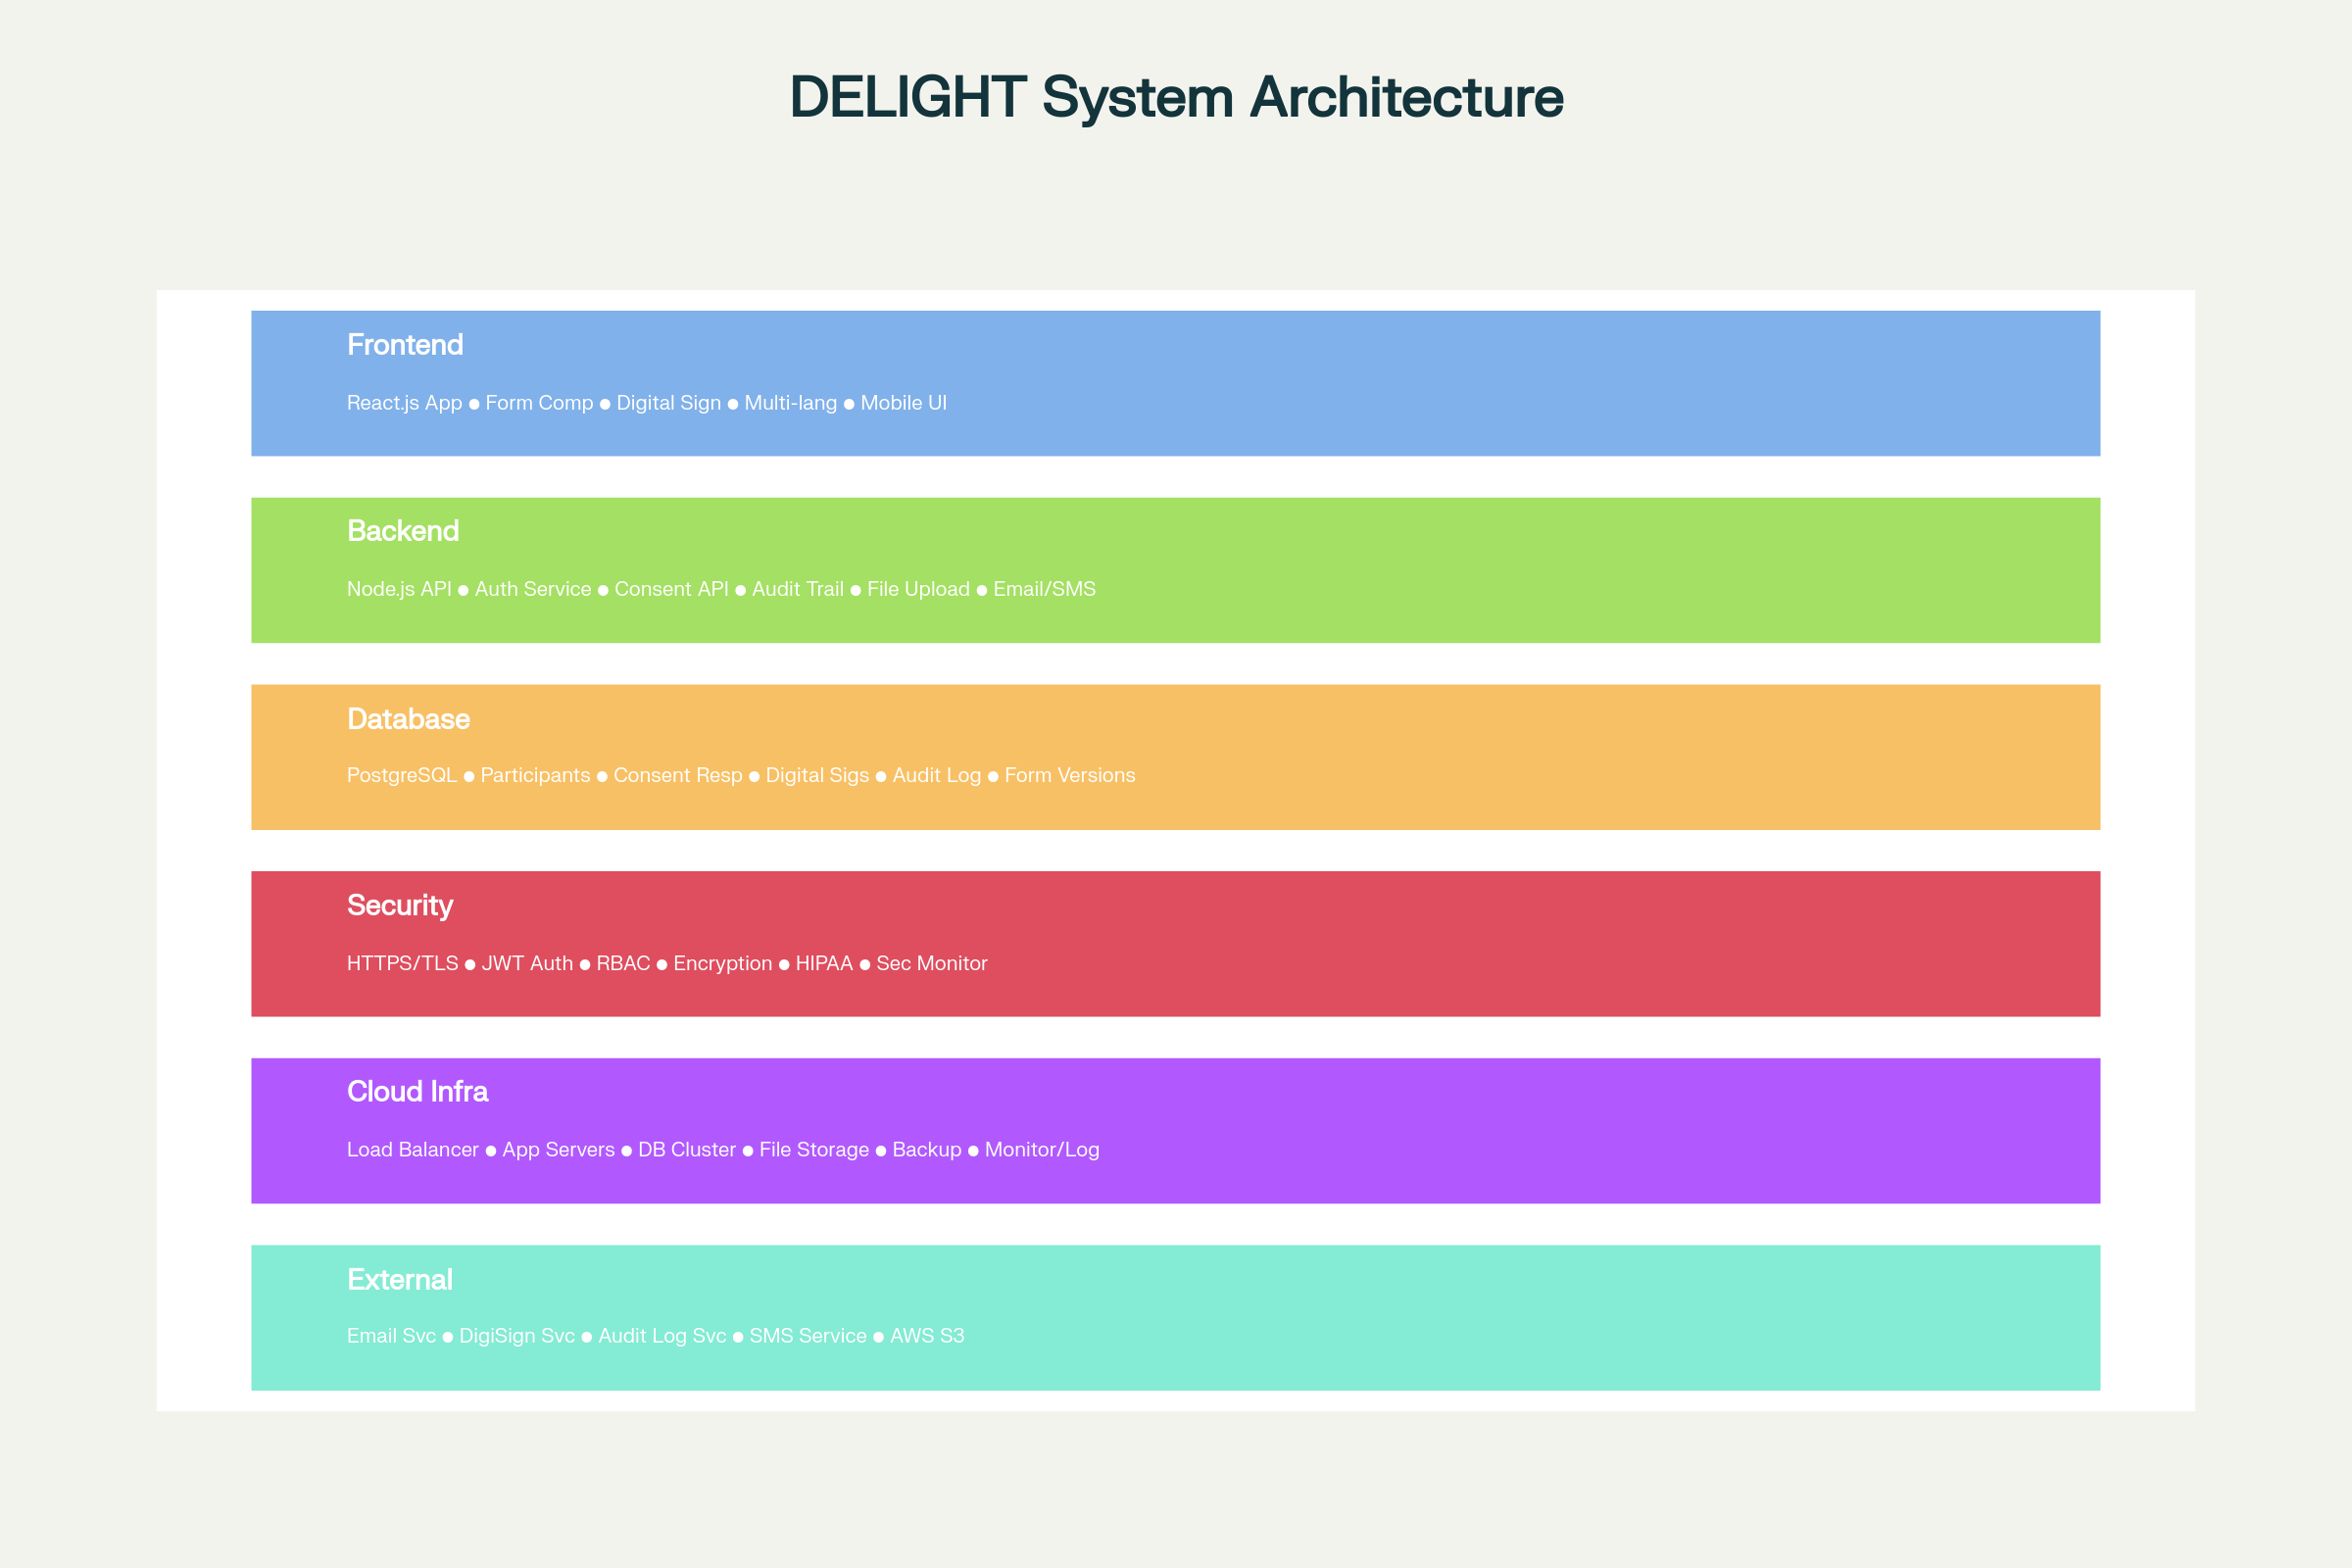 DELIGHT System Architecture
Frontend
React.js App ● Form Comp ● Digital Sign ● Multi-lang ● Mobile UI
Backend
Node.js API ● Auth Service ● Consent API ● Audit Trail ● File Upload ● Email/SMS
Database
PostgreSQL ● Participants ● Consent Resp ● Digital Sigs ● Audit Log ● Form Versions
Security
HTTPS/TLS ● JWT Auth ● RBAC ● Encryption ● HIPAA ● Sec Monitor
Cloud Infra
Load Balancer ● App Servers ● DB Cluster ● File Storage ● Backup ● Monitor/Log
External
Email Svc ● DigiSign Svc ● Audit Log Svc ● SMS Service ● AWS S3